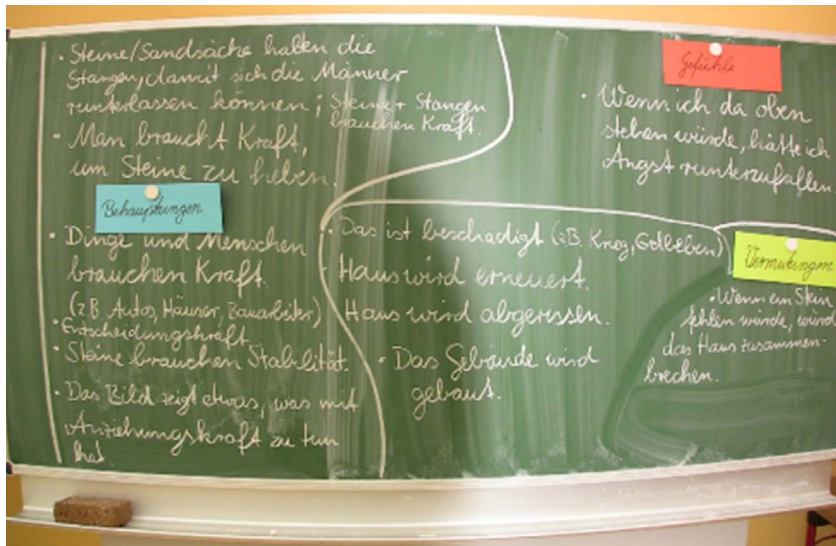 • Steine/Sandsäcke halten die
Stangen, damit sich die Männer
runterlassen können; Steine + Stangen
brauchen Kraft.
• Man braucht Kraft,
um Steine zu heben.
Behauptungen
• Dinge und Menschen
brauchen Kraft.
(z.B. Autos, Häuser, Bauarbeiter)
• Entscheidungskraft
• Steine brauchen Stabilität.
• Das Bild zeigt etwas, was mit
Anziehungskraft zu tun
hat.
• Das ist beschädigt (z.B. Krieg, Erdbeben)
• Haus wird erneuert.
Haus wird abgerissen.
• Das Gebäude wird
gebaut.
Gefühle
• Wenn ich da oben
stehen würde, hätte ich
Angst runterzufallen
Vermutungen
• Wenn ein Stein
fehlen würde, würde
das Haus zusammen-
brechen.